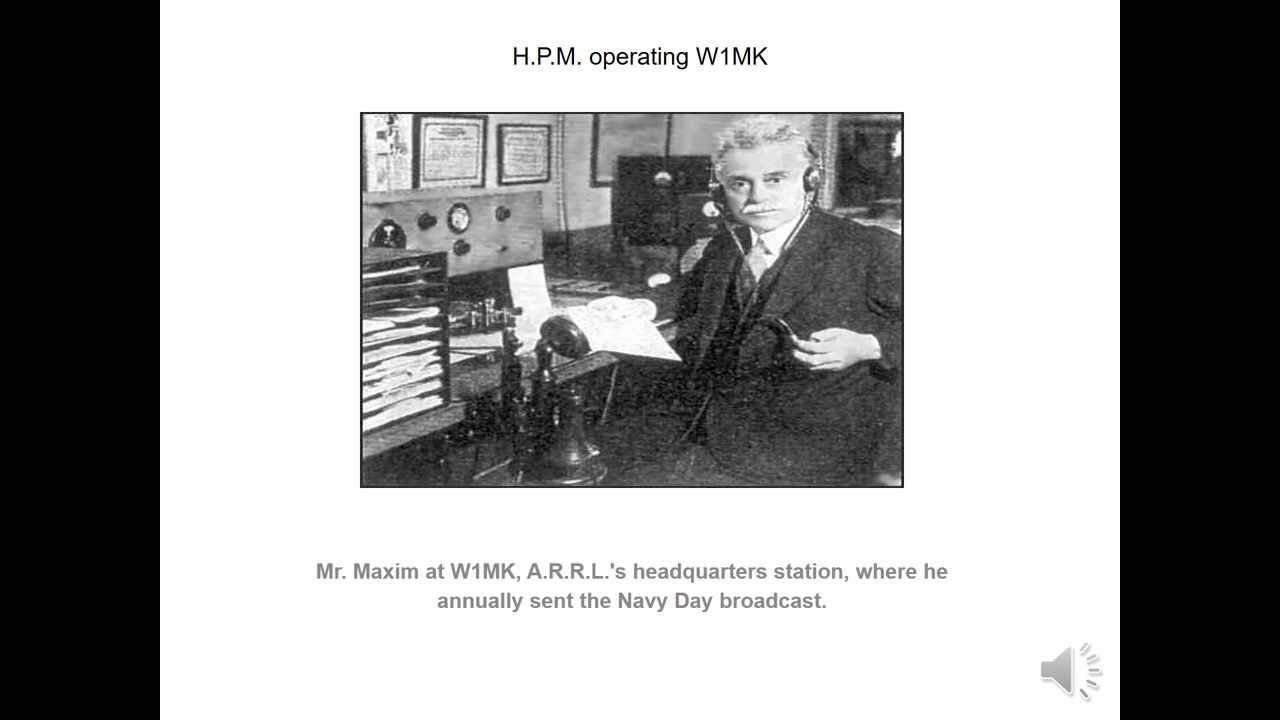 H.P.M. operating W1MK
Mr. Maxim at W1MK, A.R.R.L.'s headquarters station, where he
annually sent the Navy Day broadcast.